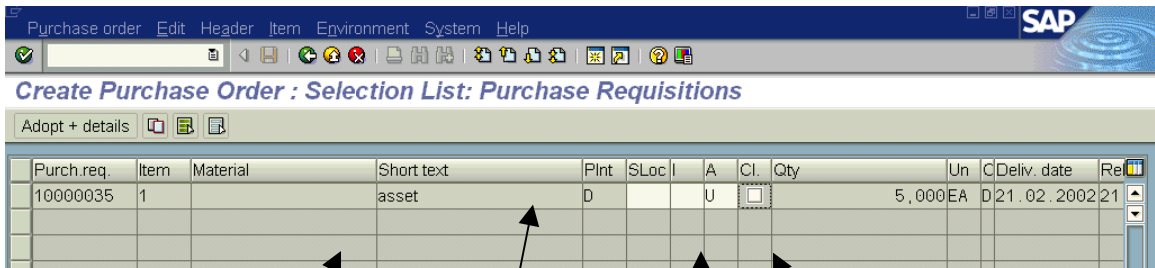 Purchase order Edit Header Item Environment System Help
SAP
Create Purchase Order : Selection List: Purchase Requisitions
Adopt + details
Purch.req. Item Material Short text Plnt SLoc I A Cl. Qty Un C Deliv. date Rel
10000035 1 asset D U 5,000 EA D 21.02.2002 21